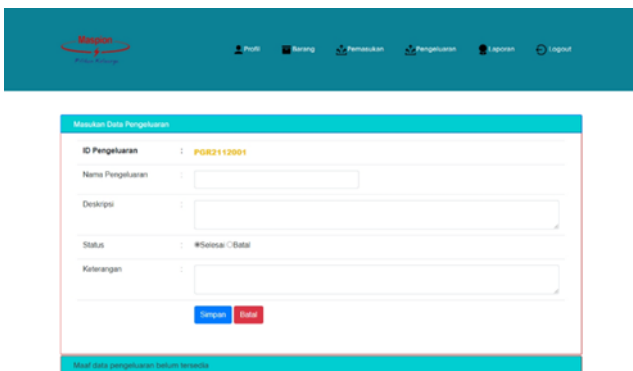 Maspion
Profil Barang Pemasukan Pengeluaran Laporan Logout
Masukan Data Pengeluaran
ID Pengeluaran : PGR2112001
Nama Pengeluaran :
Deskripsi :
Status : Selesai Batal
Keterangan :
Simpan Batal
Maaf data pengeluaran belum tersedia